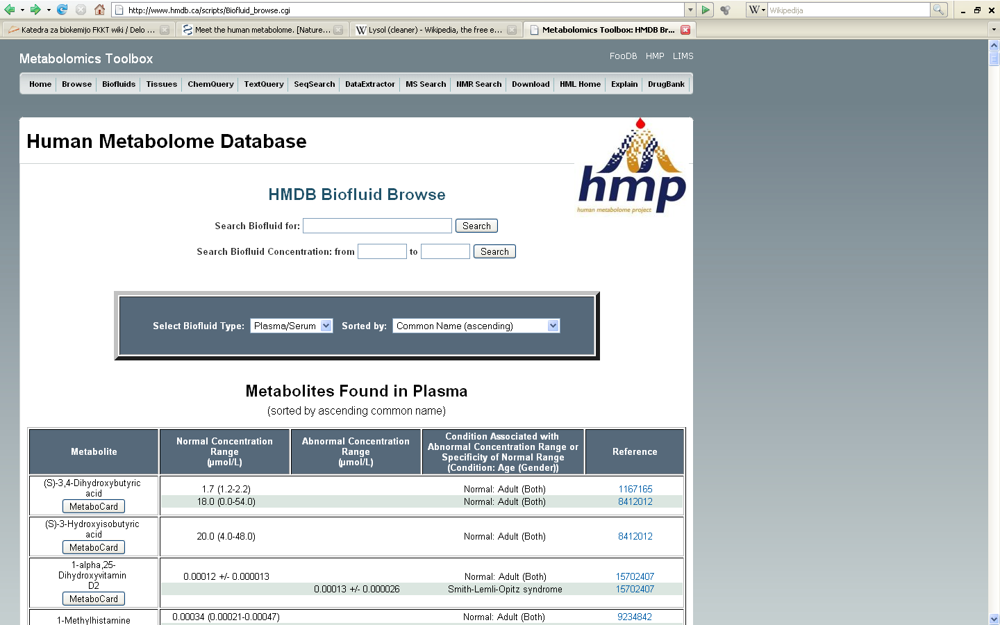 http://www.hmdb.ca/scripts/Biofluid_browse.cgi
Wikipedija
Katedra za biokemijo FKKT wiki / Delo ...
Meet the human metabolome. [Nature...
Lysol (cleaner) - Wikipedia, the free e...
Metabolomics Toolbox: HMDB Br...
Metabolomics Toolbox
FooDB HMP LIMS
Home Browse Biofluids Tissues ChemQuery TextQuery SeqSearch DataExtractor MS Search NMR Search Download HML Home Explain DrugBank
Human Metabolome Database
hmp
human metabolome project
HMDB Biofluid Browse
Search Biofluid for: Search
Search Biofluid Concentration: from to Search
Select Biofluid Type: Plasma/Serum Sorted by: Common Name (ascending)
Metabolites Found in Plasma
(sorted by ascending common name)
Metabolite
Normal Concentration
Range
(µmol/L)
Abnormal Concentration
Range
(µmol/L)
Condition Associated with
Abnormal Concentration Range or
Specificity of Normal Range
(Condition: Age (Gender))
Reference
(S)-3,4-Dihydroxybutyric
acid
MetaboCard
1.7 (1.2-2.2) Normal: Adult (Both) 1167165
18.0 (0.0-54.0) Normal: Adult (Both) 8412012
(S)-3-Hydroxyisobutyric
acid
MetaboCard
20.0 (4.0-48.0) Normal: Adult (Both) 8412012
1-alpha,25-
Dihydroxyvitamin
D2
MetaboCard
0.00012 +/- 0.000013 Normal: Adult (Both) 15702407
0.00013 +/- 0.000026 Smith-Lemli-Opitz syndrome 15702407
1-Methylhistamine
0.00034 (0.00021-0.00047) Normal: Adult (Both) 9234842